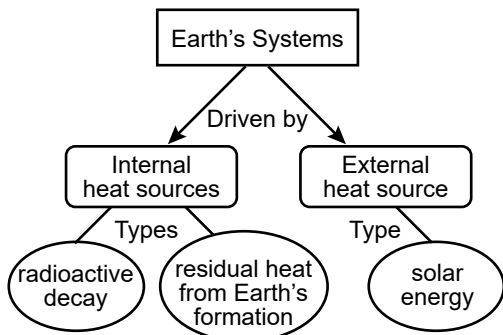 Earth's Systems
Driven by
Internal
heat sources
External
heat source
Types
Type
radioactive
decay
residual heat
from Earth's
formation
solar
energy